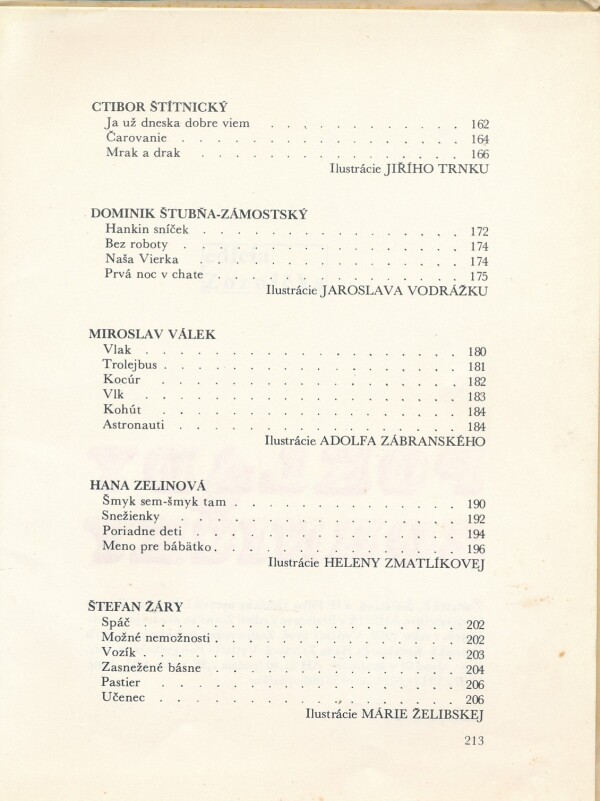 CTIBOR ŠTÍTNICKÝ
Ja už dneska dobre viem . . . . . . . . . 162
Čarovanie . . . . . . . . . . . . . 164
Mrak a drak . . . . . . . . . . . . 166
Ilustrácie JIŘÍHO TRNKU
DOMINIK ŠTUBŇA-ZÁMOSTSKÝ
Hankin sníček . . . . . . . . . . . . 172
Bez roboty . . . . . . . . . . . . . 174
Naša Vierka . . . . . . . . . . . . 174
Prvá noc v chate . . . . . . . . . . . 175
Ilustrácie JAROSLAVA VODRÁŽKU
MIROSLAV VÁLEK
Vlak . . . . . . . . . . . . . . 180
Trolejbus . . . . . . . . . . . . . 181
Kocúr . . . . . . . . . . . . . . 182
Vlk . . . . . . . . . . . . . . . 183
Kohút . . . . . . . . . . . . . . 184
Astronauti . . . . . . . . . . . . . 184
Ilustrácie ADOLFA ZÁBRANSKÉHO
HANA ZELINOVÁ
Šmyk sem-šmyk tam . . . . . . . . . . 190
Snežienky . . . . . . . . . . . . . 192
Poriadne deti . . . . . . . . . . . . 194
Meno pre bábätko . . . . . . . . . . . 196
Ilustrácie HELENY ZMATLÍKOVEJ
ŠTEFAN ŽÁRY
Spáč . . . . . . . . . . . . . . 202
Možné nemožnosti . . . . . . . . . . . 202
Vozík . . . . . . . . . . . . . . 203
Zasnežené básne . . . . . . . . . . . 204
Pastier . . . . . . . . . . . . . 206
Učenec . . . . . . . . . . . . . 206
Ilustrácie MÁRIE ŽELIBSKEJ
213